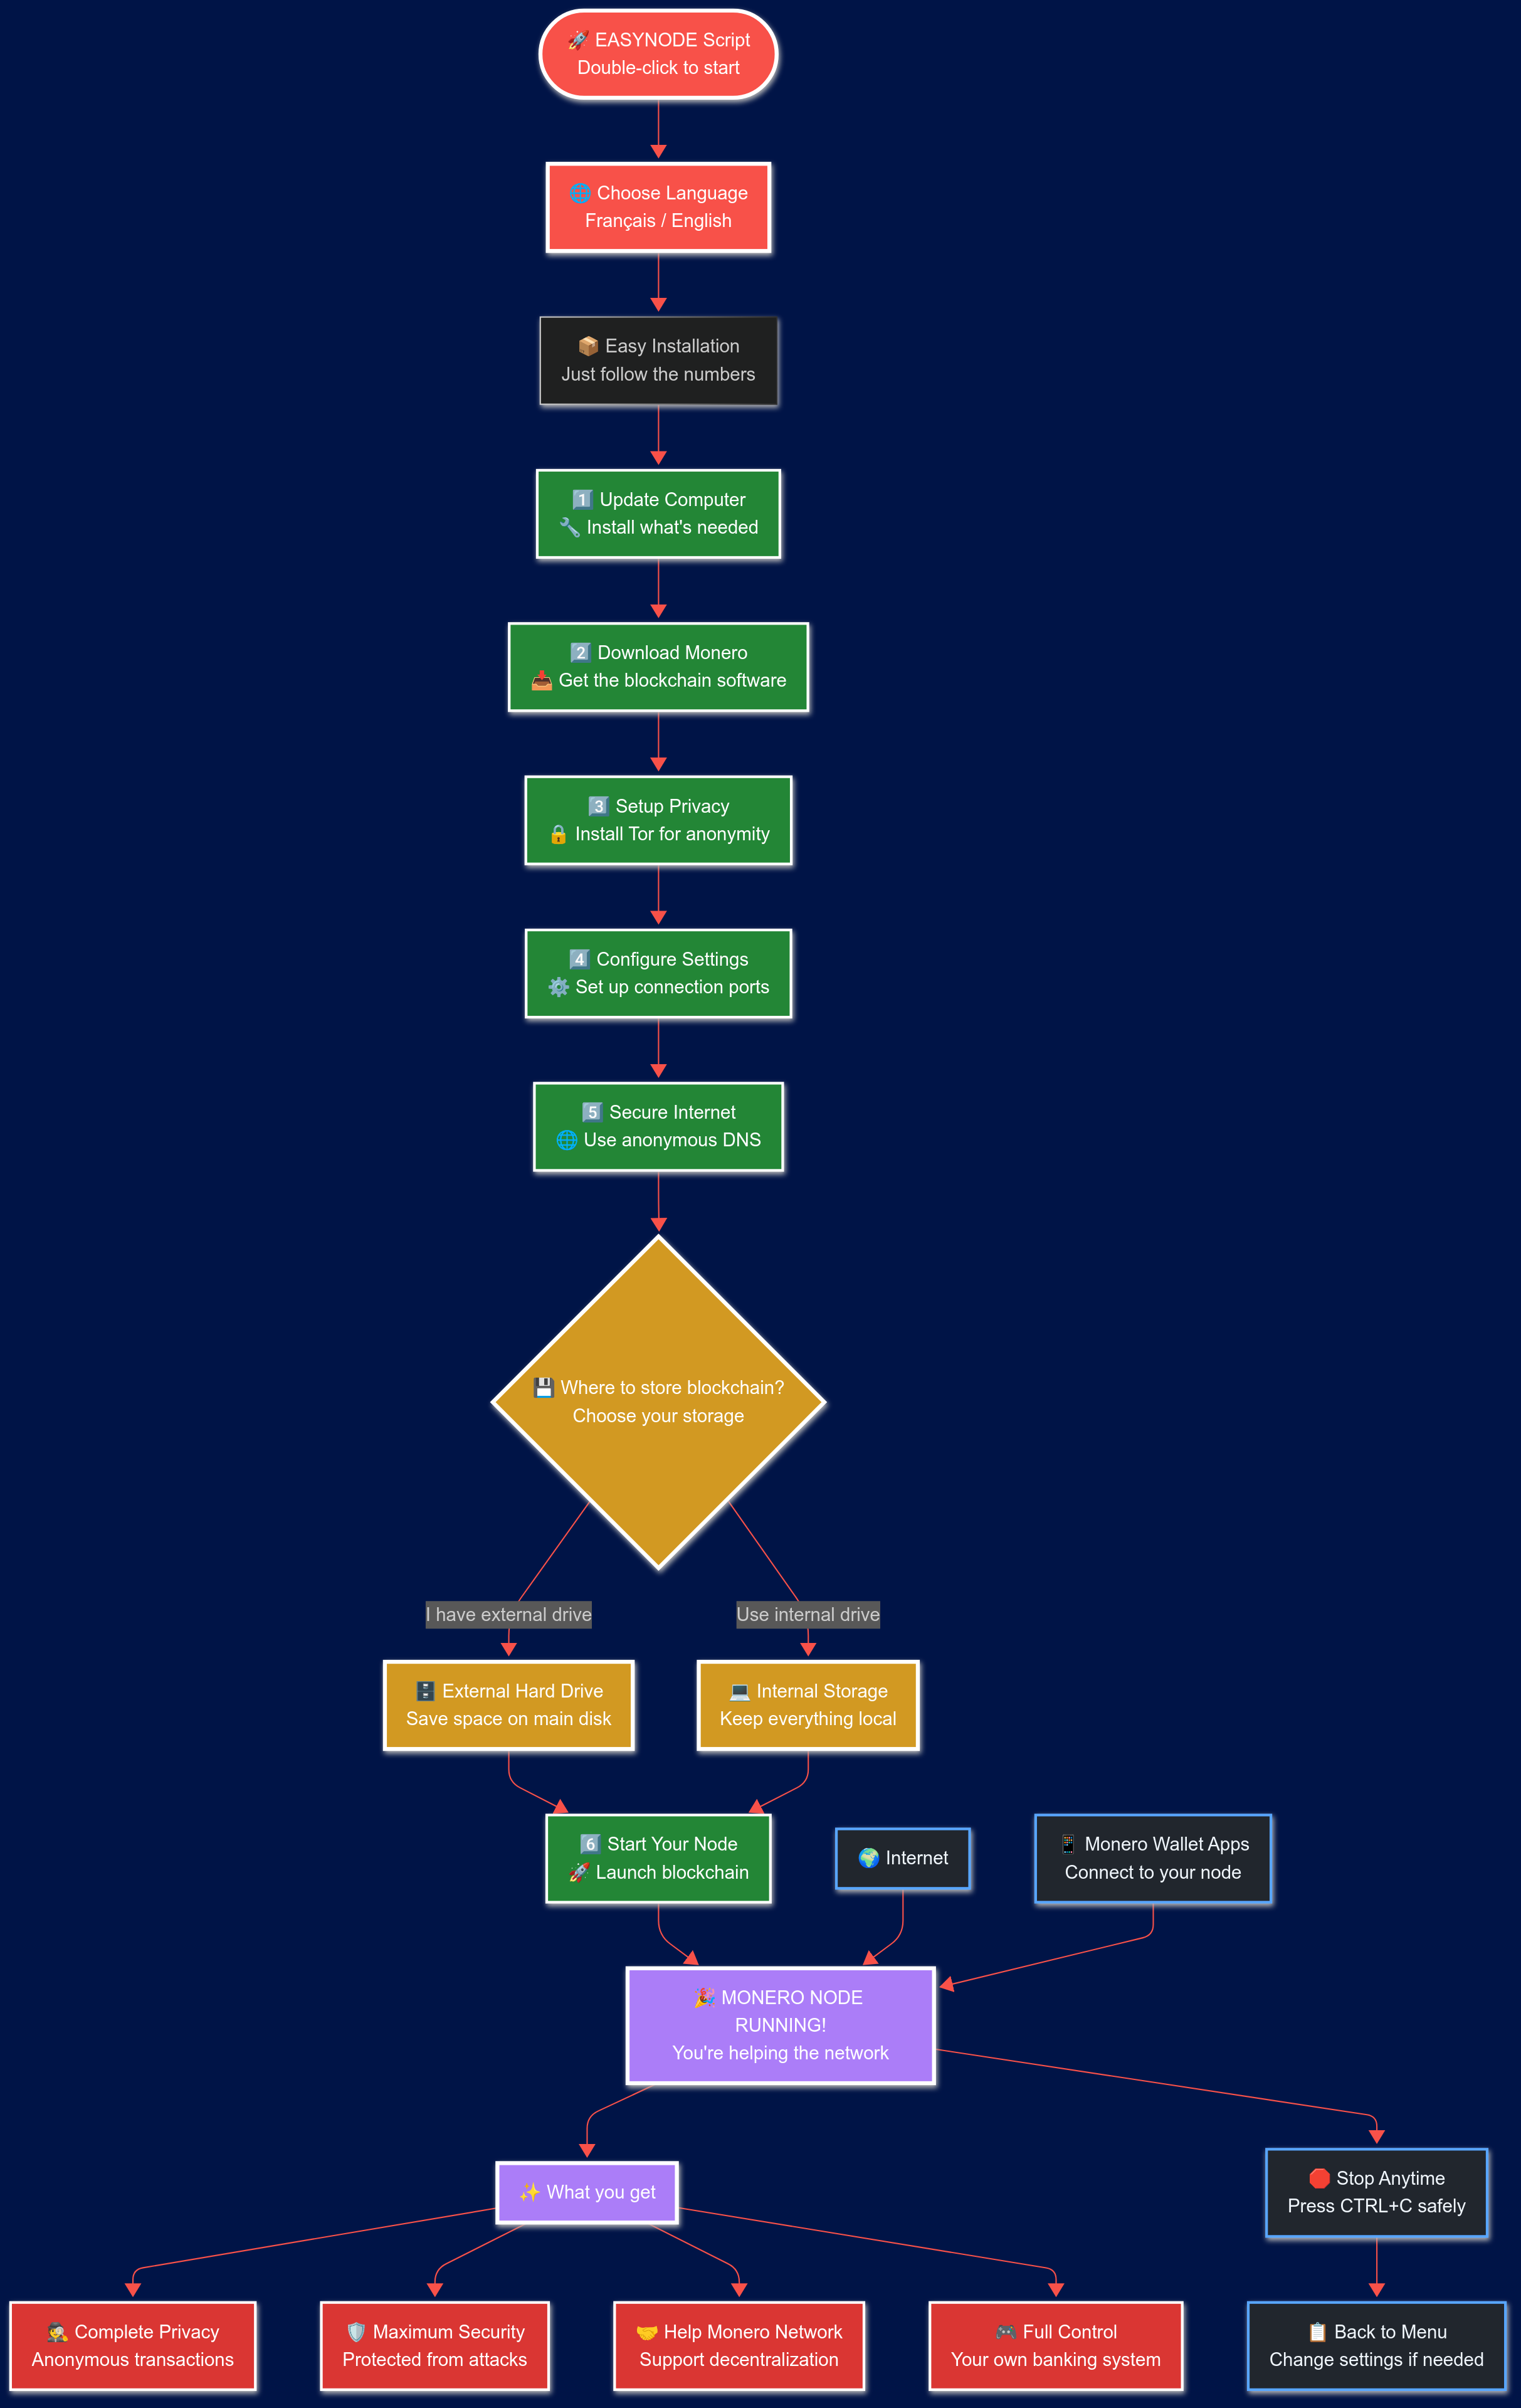 🚀 EASYNODE Script
Double-click to start
🌐 Choose Language
Français / English
📦 Easy Installation
Just follow the numbers
1️⃣ Update Computer
🔧 Install what's needed
2️⃣ Download Monero
📥 Get the blockchain software
3️⃣ Setup Privacy
🔒 Install Tor for anonymity
4️⃣ Configure Settings
⚙️ Set up connection ports
5️⃣ Secure Internet
🌐 Use anonymous DNS
💾 Where to store blockchain?
Choose your storage
I have external drive
Use internal drive
🗄️ External Hard Drive
Save space on main disk
💻 Internal Storage
Keep everything local
6️⃣ Start Your Node
🚀 Launch blockchain
🌍 Internet
📱 Monero Wallet Apps
Connect to your node
🎉 MONERO NODE
RUNNING!
You're helping the network
✨ What you get
🛑 Stop Anytime
Press CTRL+C safely
🕵️ Complete Privacy
Anonymous transactions
🛡️ Maximum Security
Protected from attacks
🤝 Help Monero Network
Support decentralization
🎮 Full Control
Your own banking system
📋 Back to Menu
Change settings if needed